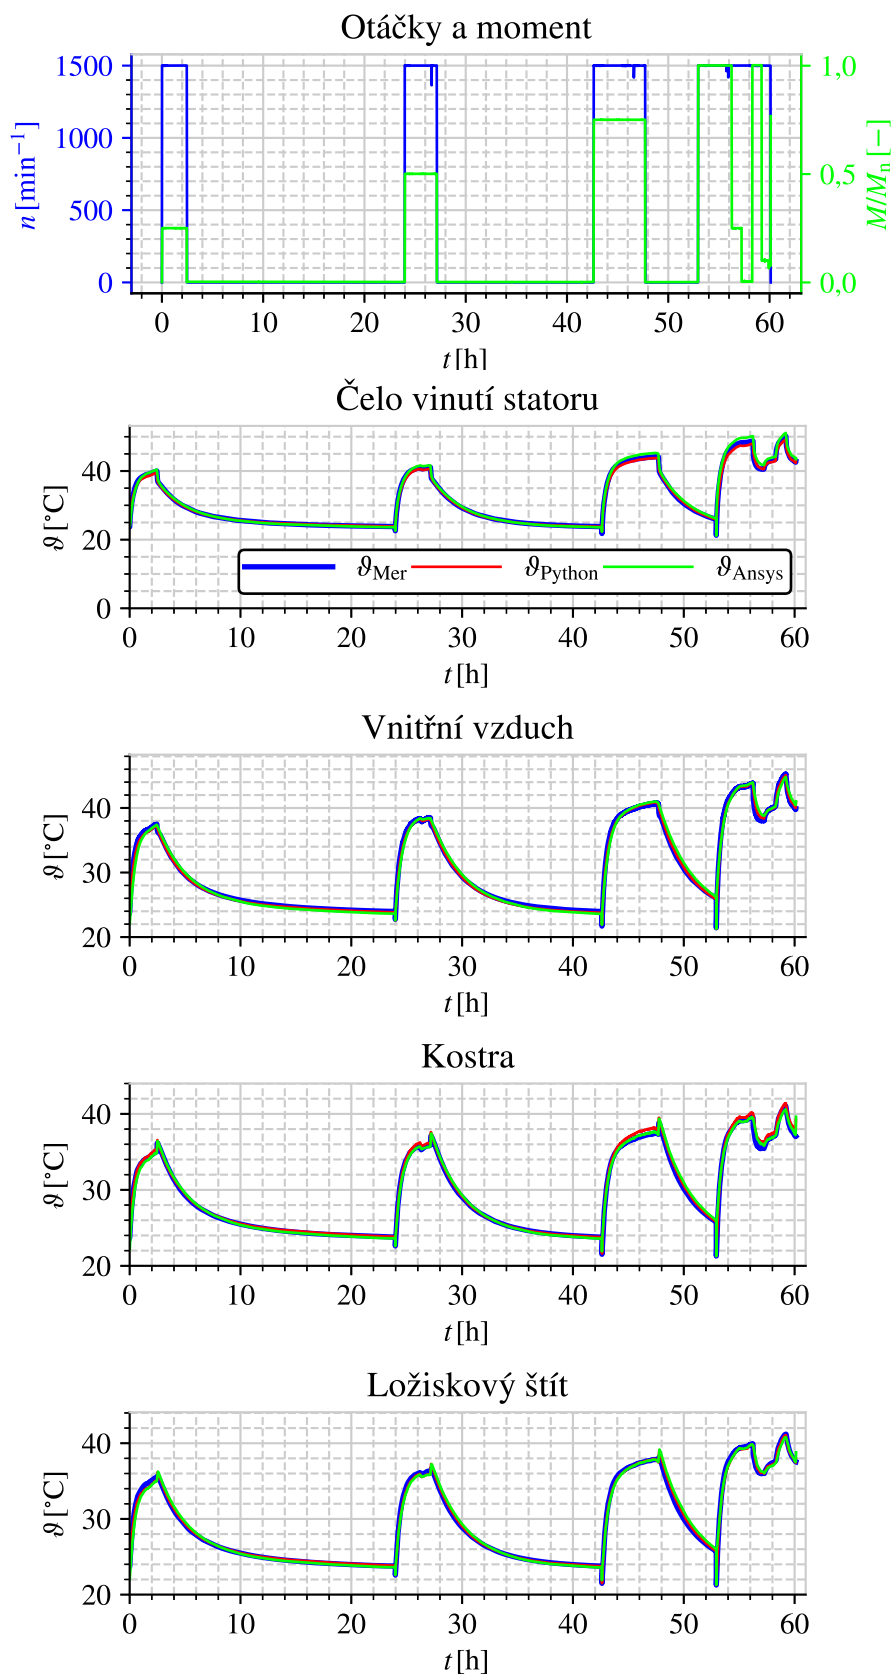 Otáčky a moment
1500
1000
500
0
n [min⁻¹]
1,0
0,5
0,0
M/Mₙ [−]
0 10 20 30 40 50 60
t [h]
Čelo vinutí statoru
40
20
0
ϑ [°C]
ϑMer ϑPython ϑAnsys
0 10 20 30 40 50 60
t [h]
Vnitřní vzduch
40
30
20
ϑ [°C]
0 10 20 30 40 50 60
t [h]
Kostra
40
30
20
ϑ [°C]
0 10 20 30 40 50 60
t [h]
Ložiskový štít
40
30
20
ϑ [°C]
0 10 20 30 40 50 60
t [h]